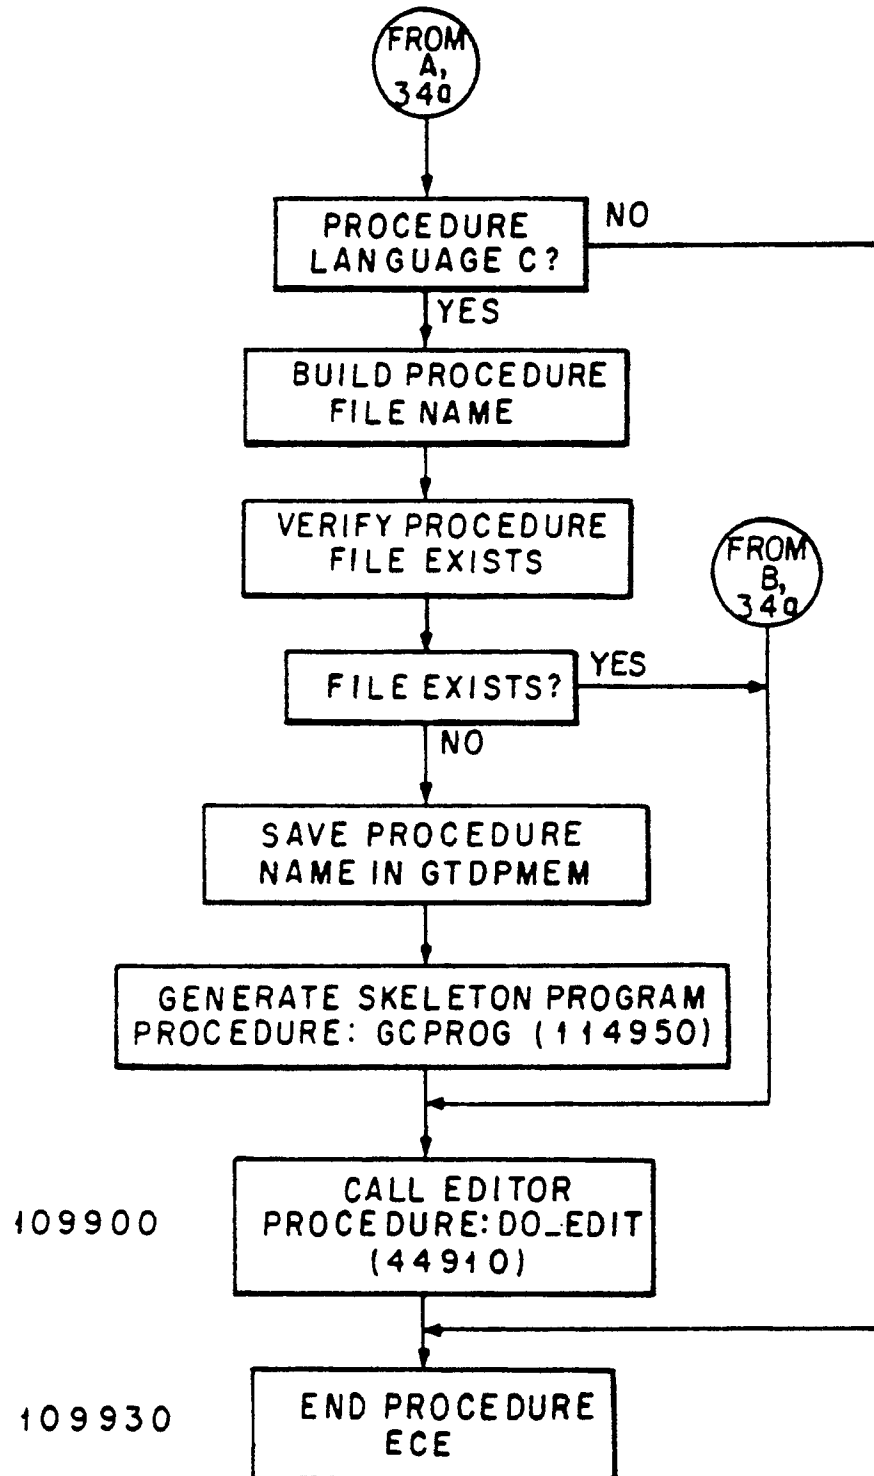 FROM
A,
34a
PROCEDURE
LANGUAGE C?
NO
YES
BUILD PROCEDURE
FILE NAME
VERIFY PROCEDURE
FILE EXISTS
FROM
B,
34a
FILE EXISTS?
YES
NO
SAVE PROCEDURE
NAME IN GTDPMEM
GENERATE SKELETON PROGRAM
PROCEDURE: GCPROG (114950)
109900
CALL EDITOR
PROCEDURE: DO_EDIT
(44910)
109930
END PROCEDURE
ECE